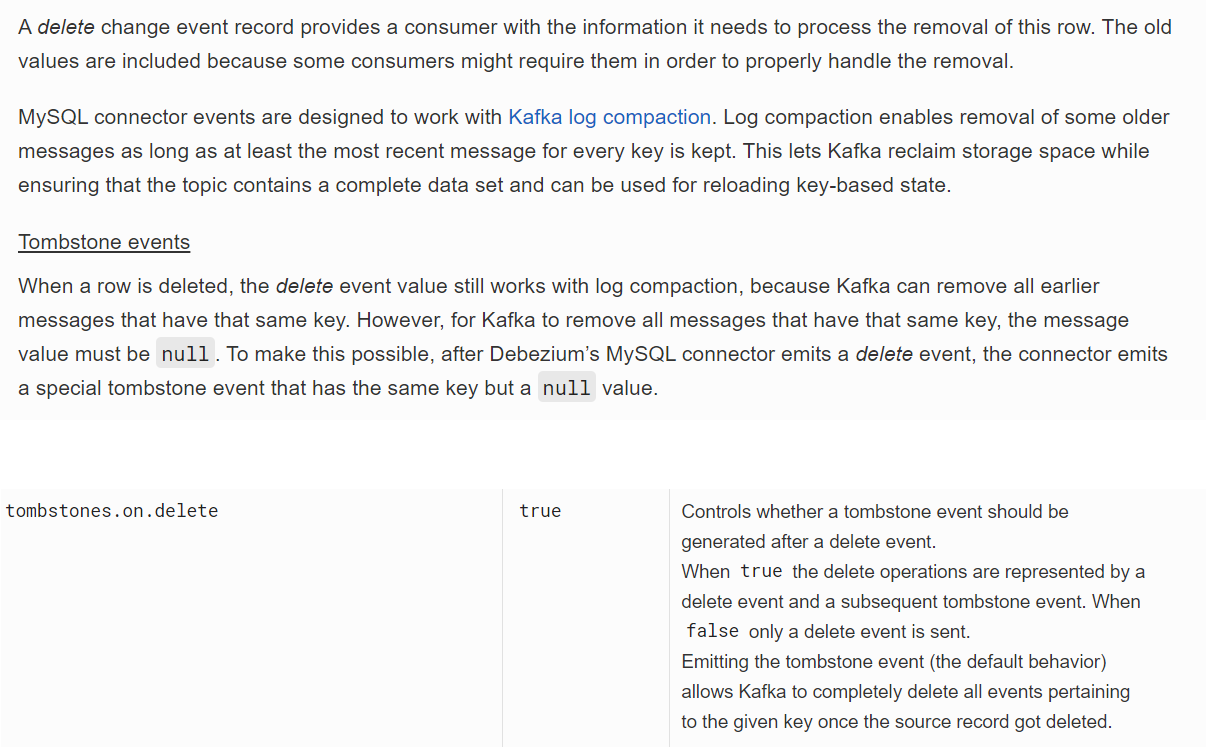 A delete change event record provides a consumer with the information it needs to process the removal of this row. The old
values are included because some consumers might require them in order to properly handle the removal.
MySQL connector events are designed to work with Kafka log compaction. Log compaction enables removal of some older
messages as long as at least the most recent message for every key is kept. This lets Kafka reclaim storage space while
ensuring that the topic contains a complete data set and can be used for reloading key-based state.
Tombstone events
When a row is deleted, the delete event value still works with log compaction, because Kafka can remove all earlier
messages that have that same key. However, for Kafka to remove all messages that have that same key, the message
value must be null. To make this possible, after Debezium’s MySQL connector emits a delete event, the connector emits
a special tombstone event that has the same key but a null value.
tombstones.on.delete
true
Controls whether a tombstone event should be
generated after a delete event.
When true the delete operations are represented by a
delete event and a subsequent tombstone event. When
false only a delete event is sent.
Emitting the tombstone event (the default behavior)
allows Kafka to completely delete all events pertaining
to the given key once the source record got deleted.